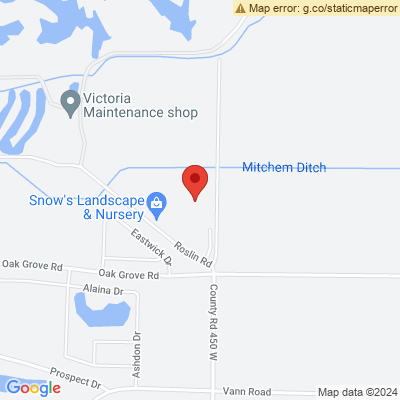 Map error: g.co/staticmaperror
Victoria
Maintenance shop
Mitchem Ditch
Snow's Landscape
& Nursery
Eastwick Dr
Roslin Rd
Oak Grove Rd
Oak Grove Rd
Alaina Dr
County Rd 450 W
Ashdon Dr
Prospect Dr
Vann Road
Google
Map data ©2024